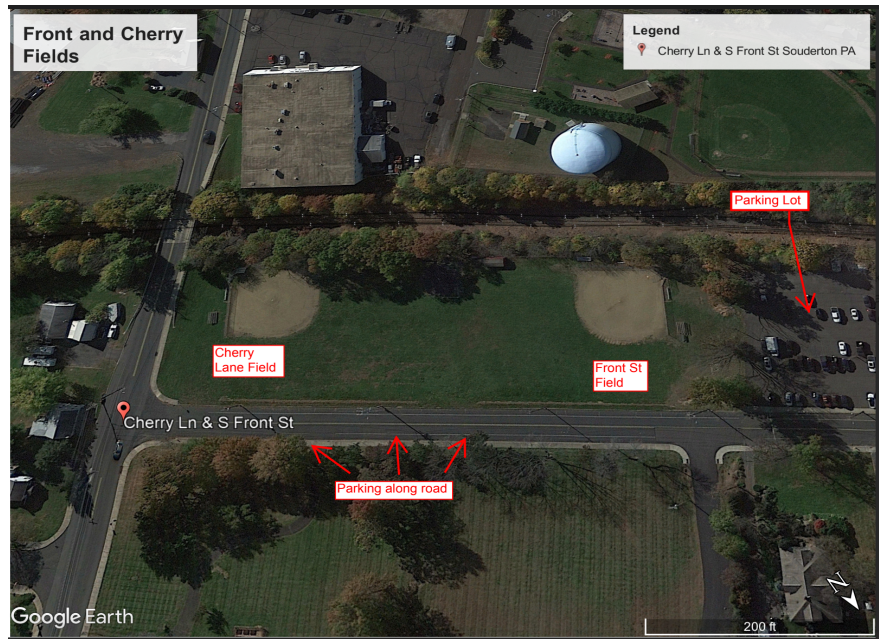 Front and Cherry
Fields
Legend
Cherry Ln & S Front St Souderton PA
Parking Lot
Cherry
Lane Field
Front St
Field
Cherry Ln & S Front St
Parking along road
N
Google Earth
200 ft